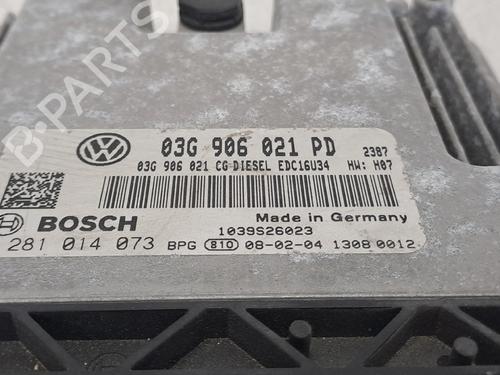 03G 906 021 PD 2387
03G 906 021 CG DIESEL EDC16U34 HW: H07
BOSCH
Made in Germany
1039S26023
281 014 073 BPG 810 08-02-04 1308 0012
B-PARTS